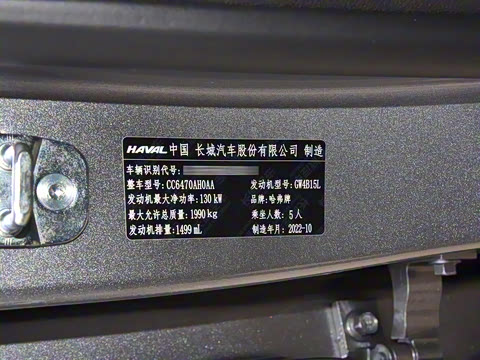 HAVAL 中国 长城汽车股份有限公司 制造
车辆识别代号:
整车型号: CC6470AH0AA 发动机型号: GW4B15L
发动机最大净功率: 130 kW 品牌: 哈弗牌
最大允许总质量: 1990 kg 乘坐人数: 5 人
发动机排量: 1499 mL 制造年月: 2022-10